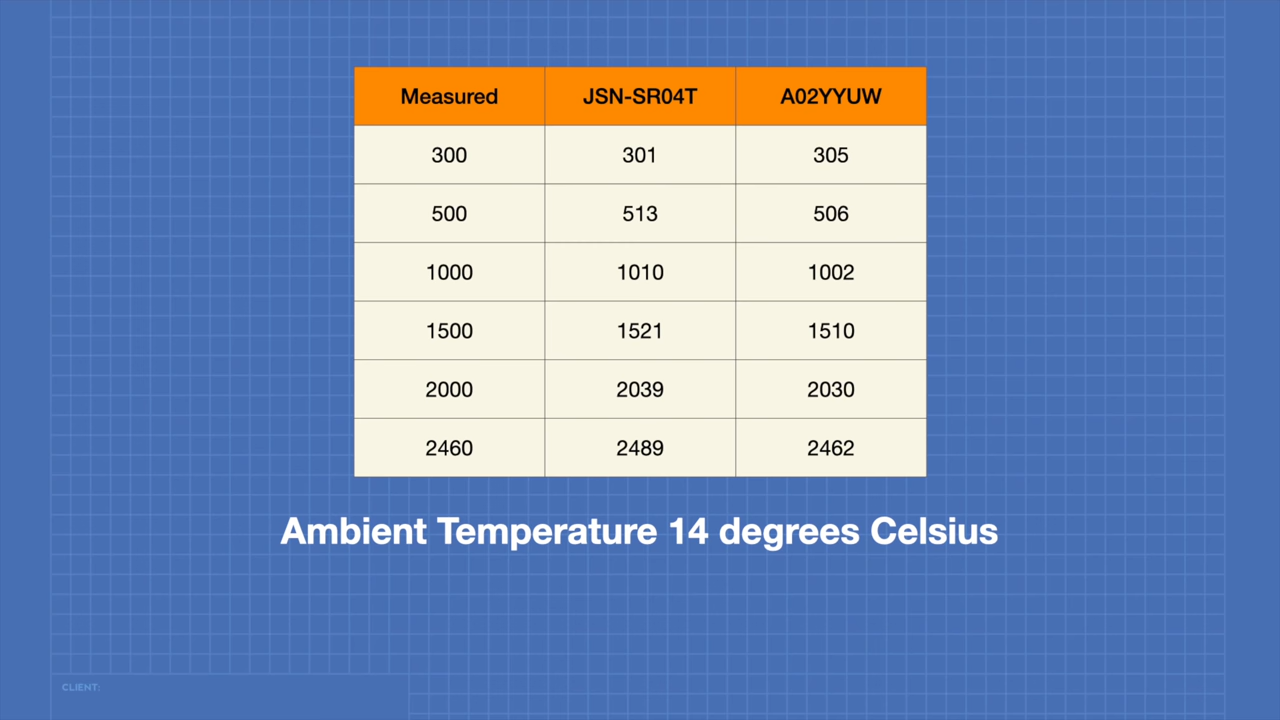 Measured JSN-SR04T A02YYUW
300 301 305
500 513 506
1000 1010 1002
1500 1521 1510
2000 2039 2030
2460 2489 2462
Ambient Temperature 14 degrees Celsius
CLIENT: